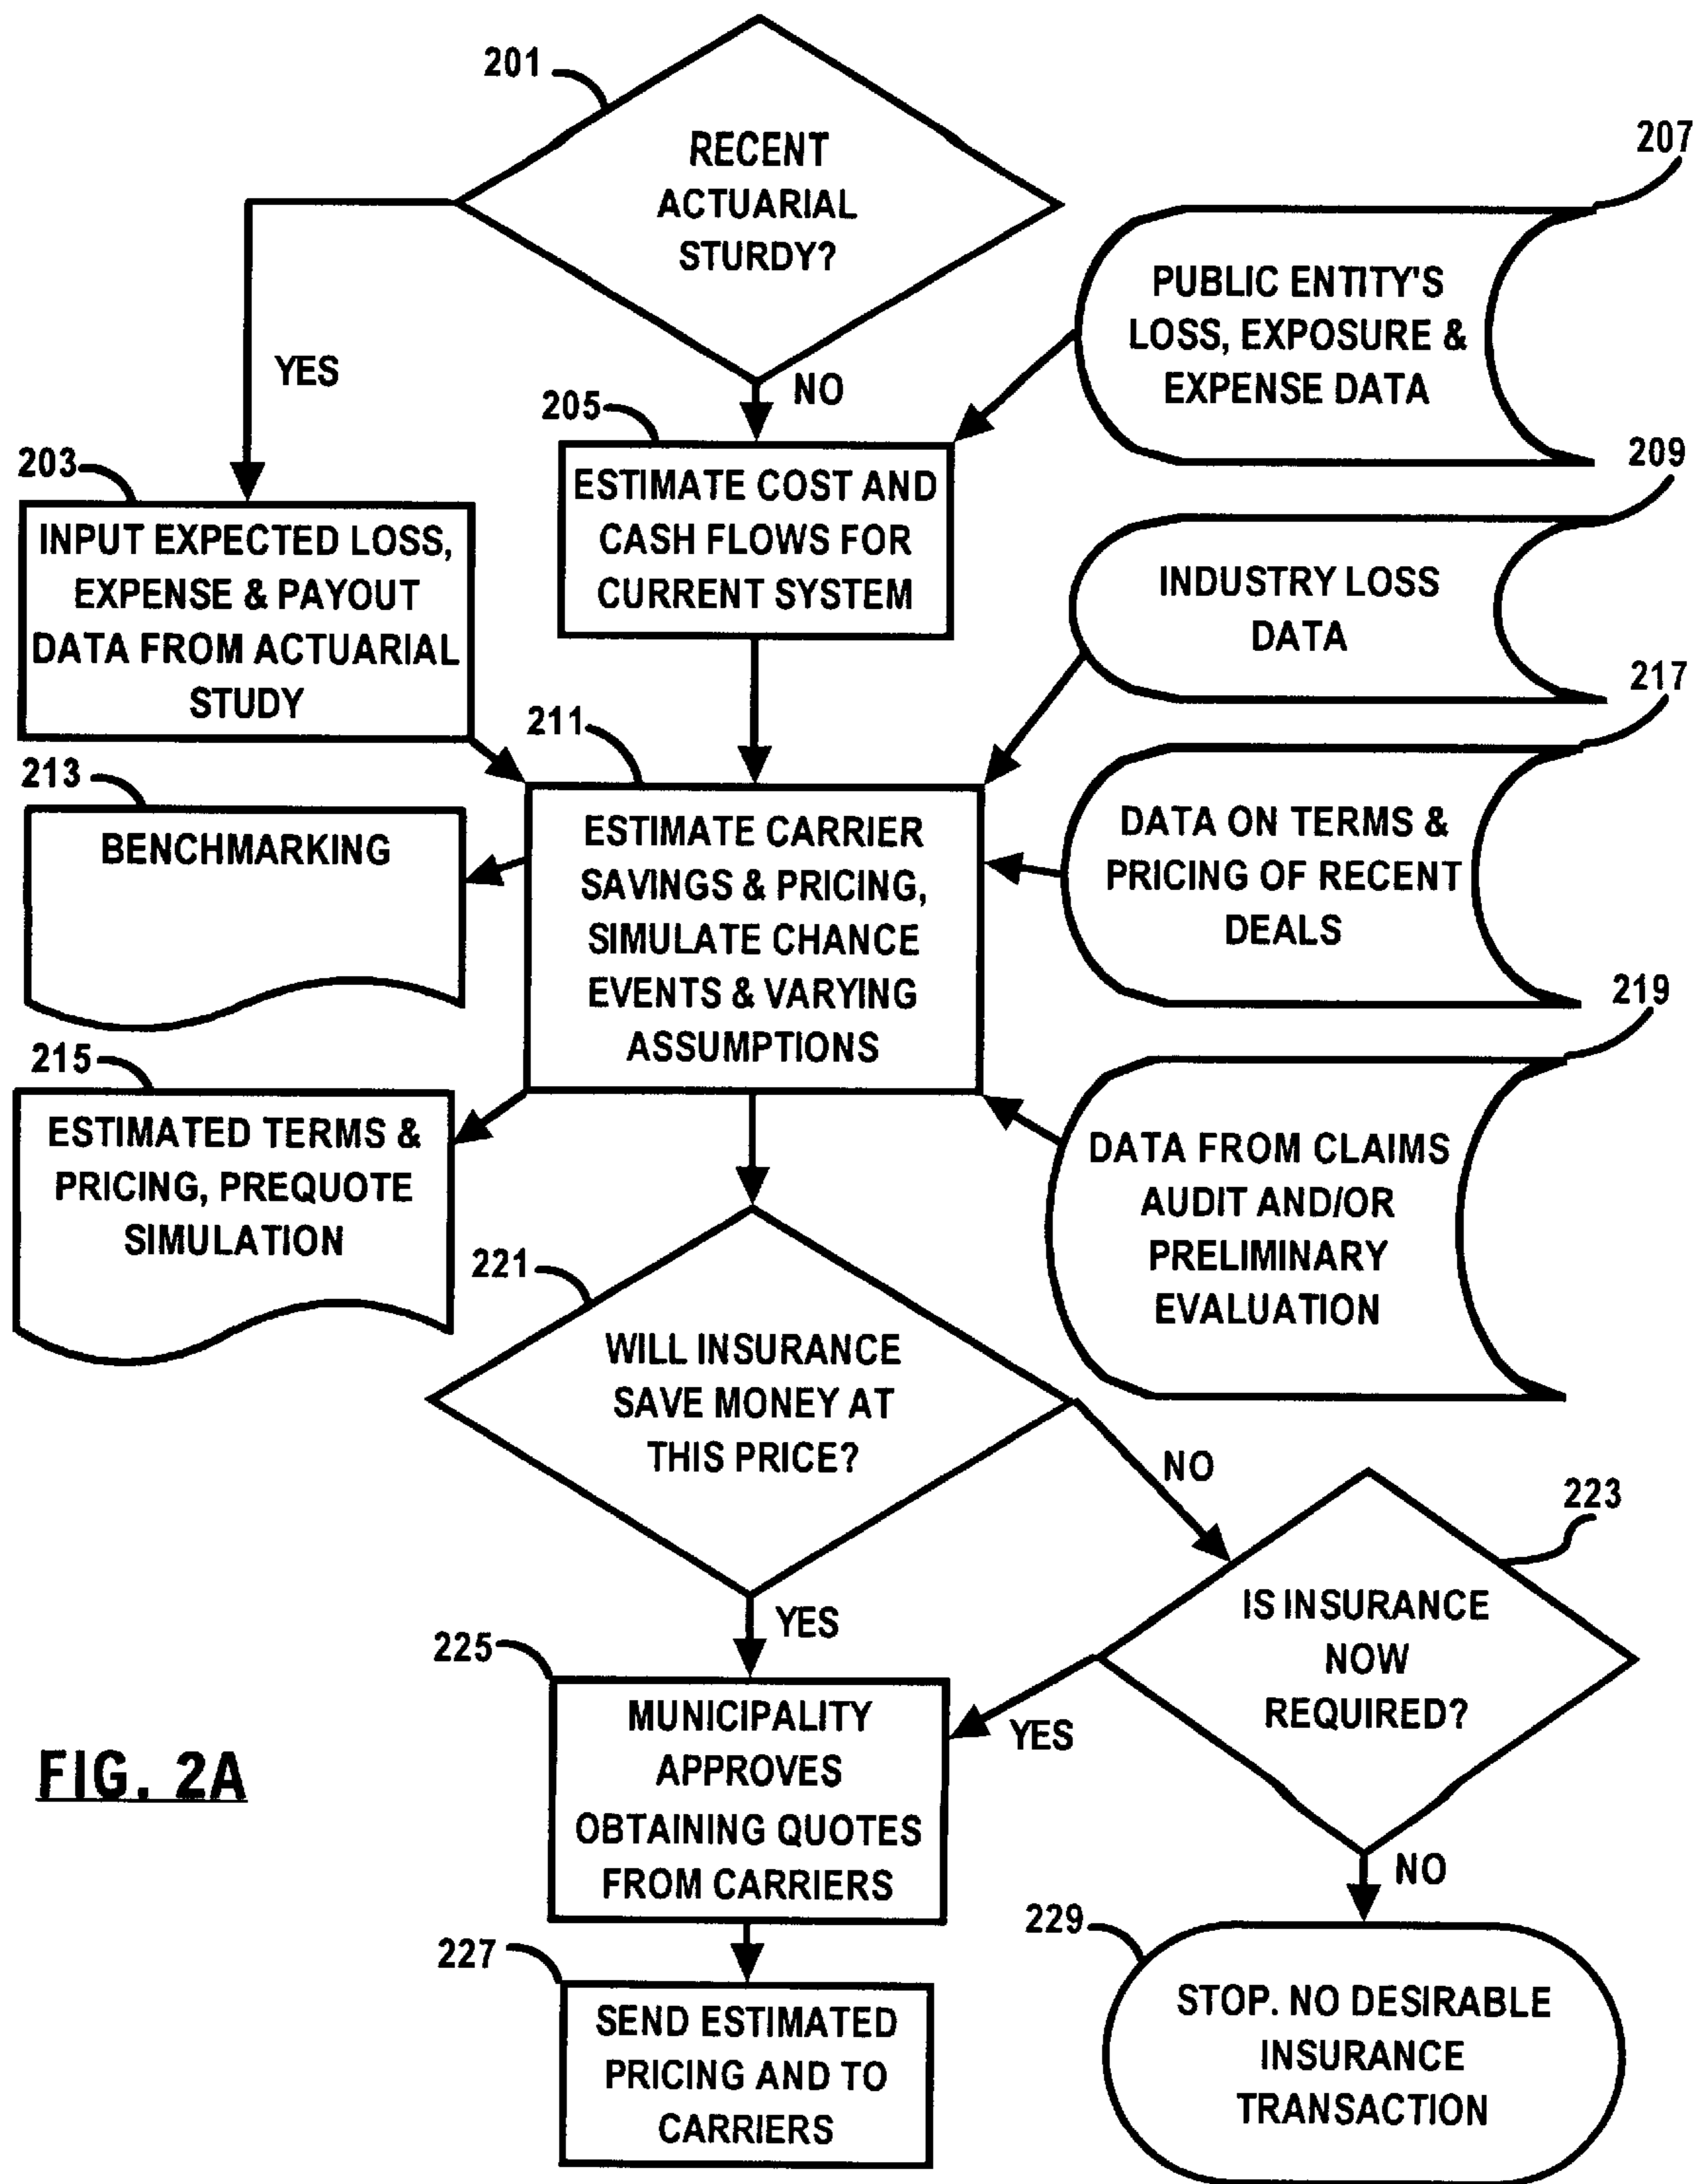 201
RECENT
ACTUARIAL
STURDY?
207
PUBLIC ENTITY'S
LOSS, EXPOSURE &
EXPENSE DATA
YES
NO
205
ESTIMATE COST AND
CASH FLOWS FOR
CURRENT SYSTEM
203
INPUT EXPECTED LOSS,
EXPENSE & PAYOUT
DATA FROM ACTUARIAL
STUDY
209
INDUSTRY LOSS
DATA
211
ESTIMATE CARRIER
SAVINGS & PRICING,
SIMULATE CHANCE
EVENTS & VARYING
ASSUMPTIONS
217
DATA ON TERMS &
PRICING OF RECENT
DEALS
213
BENCHMARKING
215
ESTIMATED TERMS &
PRICING, PREQUOTE
SIMULATION
219
DATA FROM CLAIMS
AUDIT AND/OR
PRELIMINARY
EVALUATION
221
WILL INSURANCE
SAVE MONEY AT
THIS PRICE?
NO
223
IS INSURANCE
NOW
REQUIRED?
YES
225
MUNICIPALITY
APPROVES
OBTAINING QUOTES
FROM CARRIERS
YES
NO
227
SEND ESTIMATED
PRICING AND TO
CARRIERS
229
STOP. NO DESIRABLE
INSURANCE
TRANSACTION
FIG. 2A